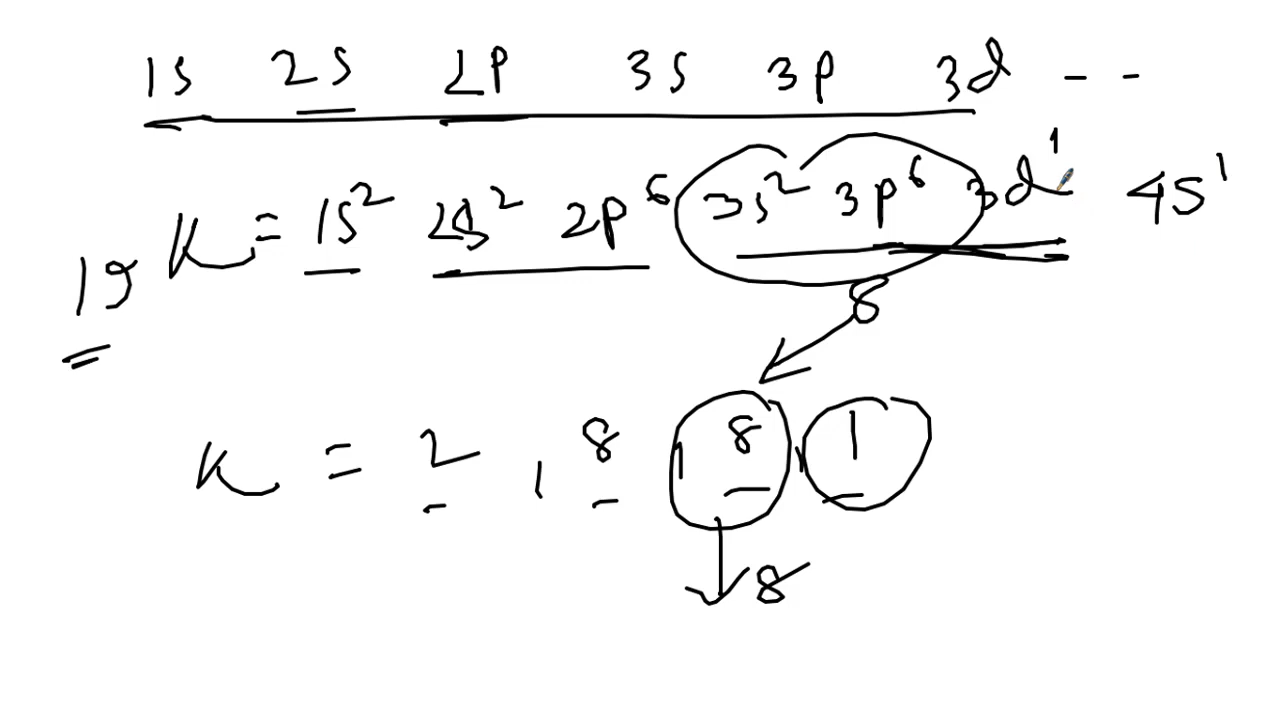 1s 2s 2p 3s 3p 3d - -
19 K = 1s² 2s² 2p⁶ 3s² 3p⁶ 3d¹ 4s¹
8
K = 2 , 8 , 8 , 1
8